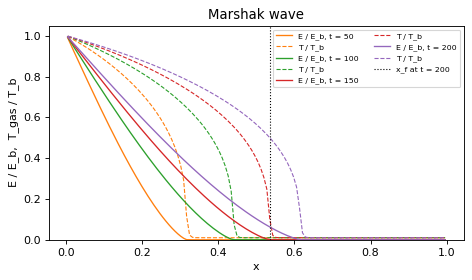 Marshak wave
E / E_b, T_gas / T_b
1.0
0.8
0.6
0.4
0.2
0.0
E / E_b, t = 50
T / T_b
E / E_b, t = 100
T / T_b
E / E_b, t = 150
T / T_b
E / E_b, t = 200
T / T_b
x_f at t = 200
0.0 0.2 0.4 0.6 0.8 1.0
x